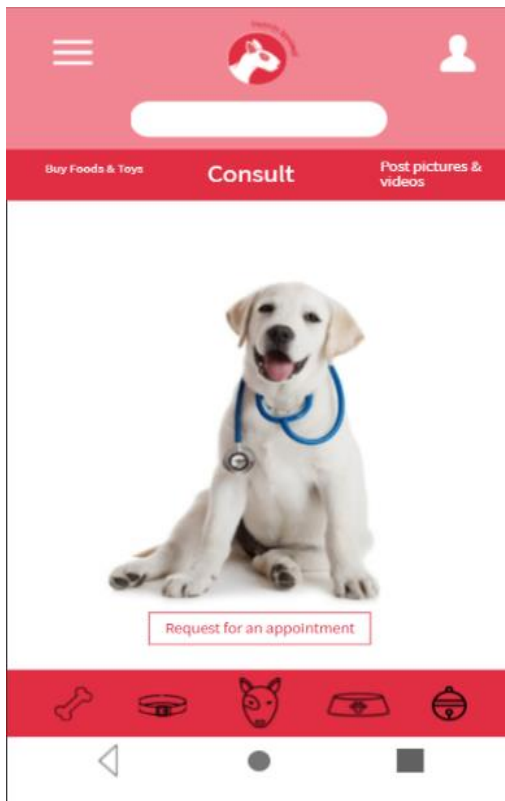 Buy Foods & Toys
Consult
Post pictures &
videos
Request for an appointment